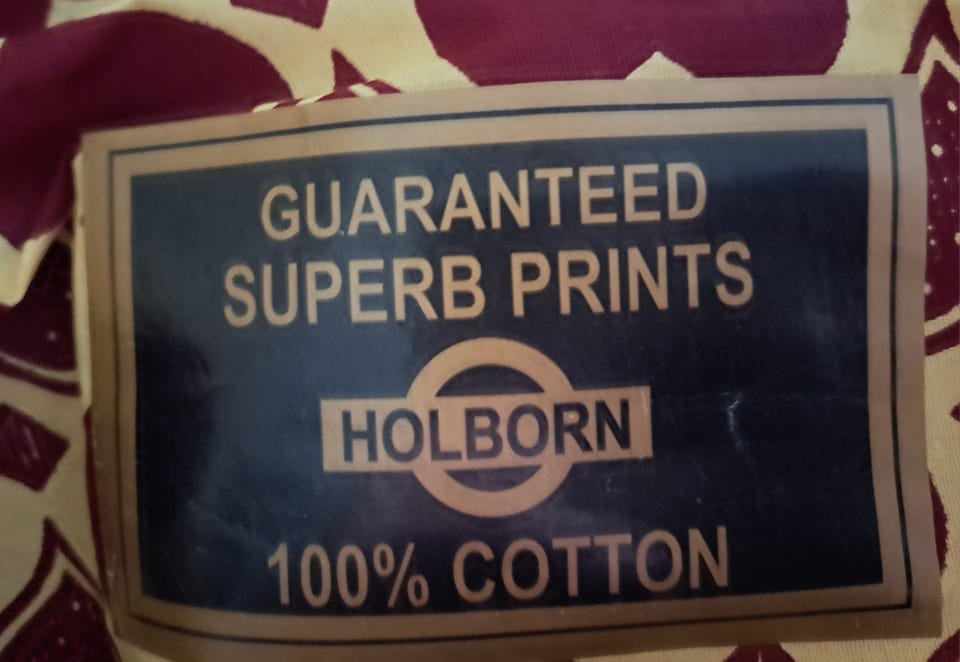 GUARANTEED
SUPERB PRINTS
HOLBORN
100% COTTON